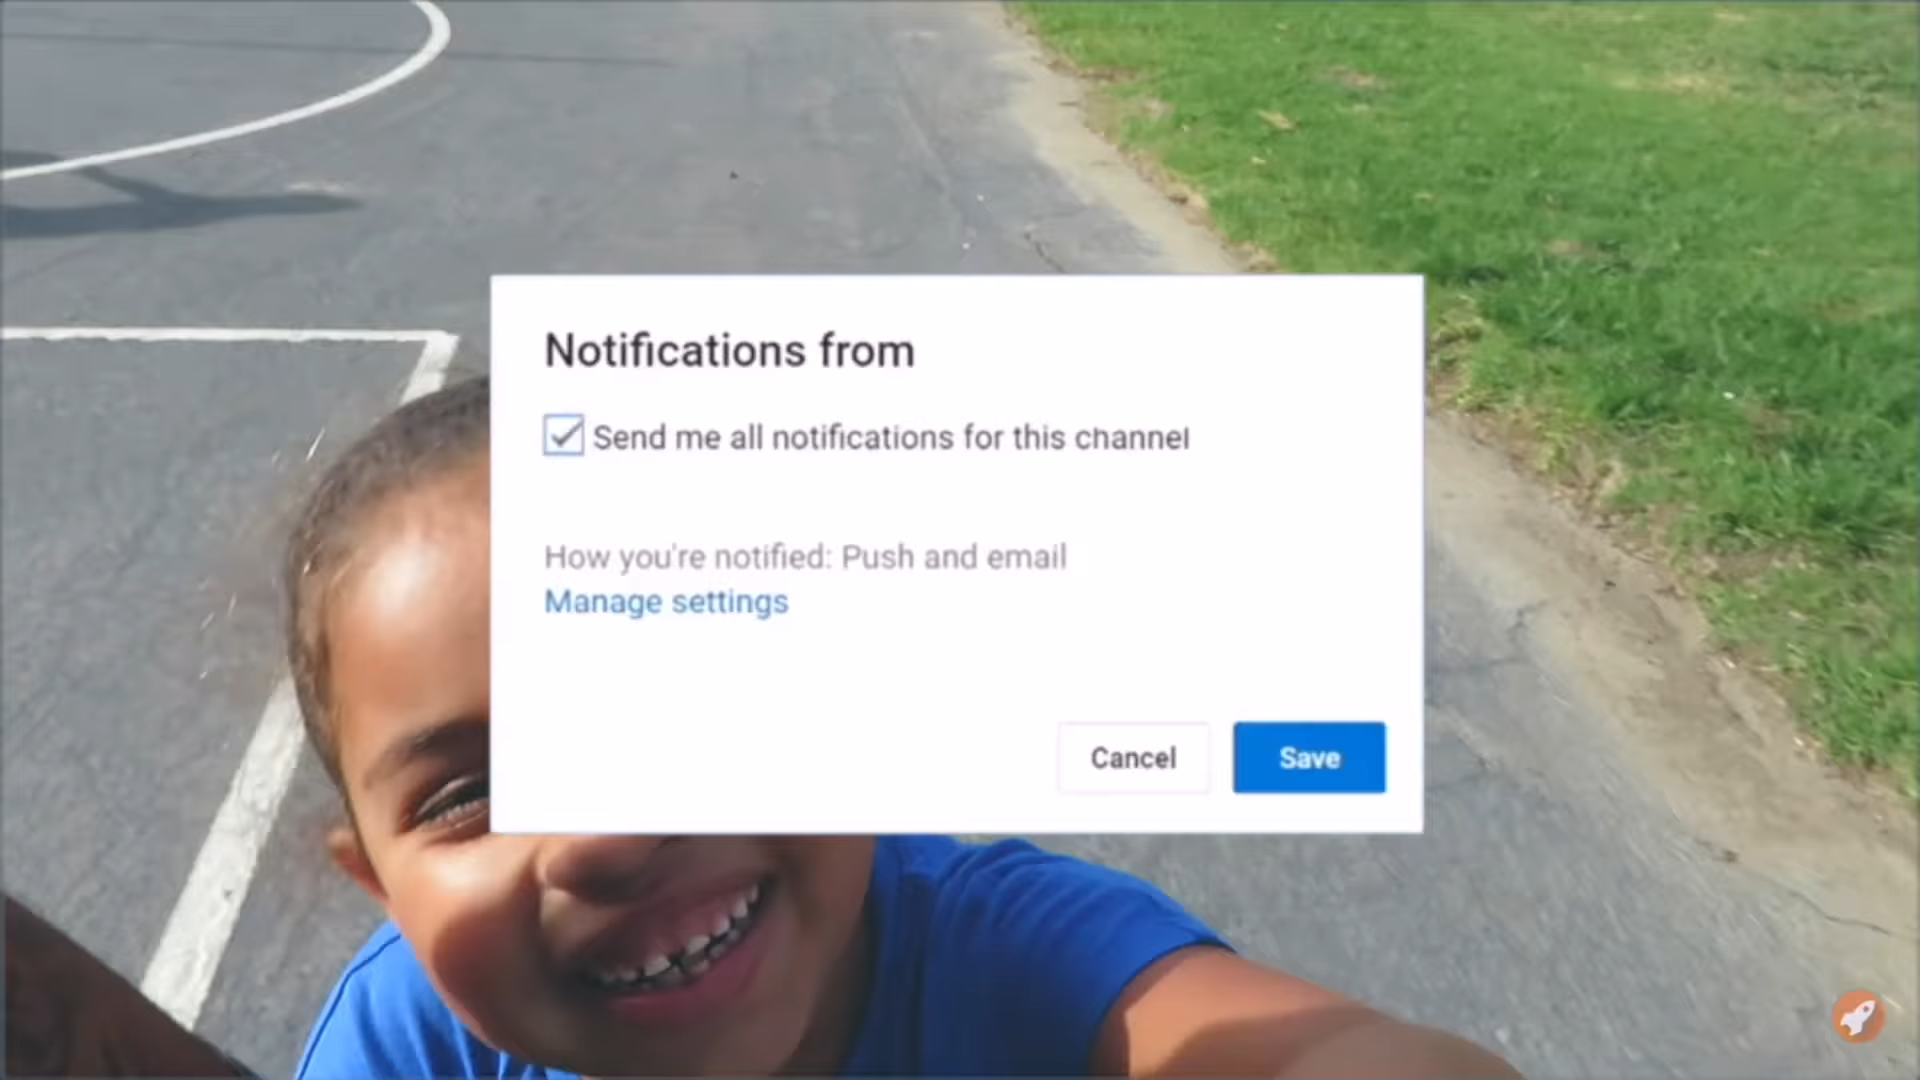 Notifications from
Send me all notifications for this channel
How you're notified: Push and email
Manage settings
Cancel
Save